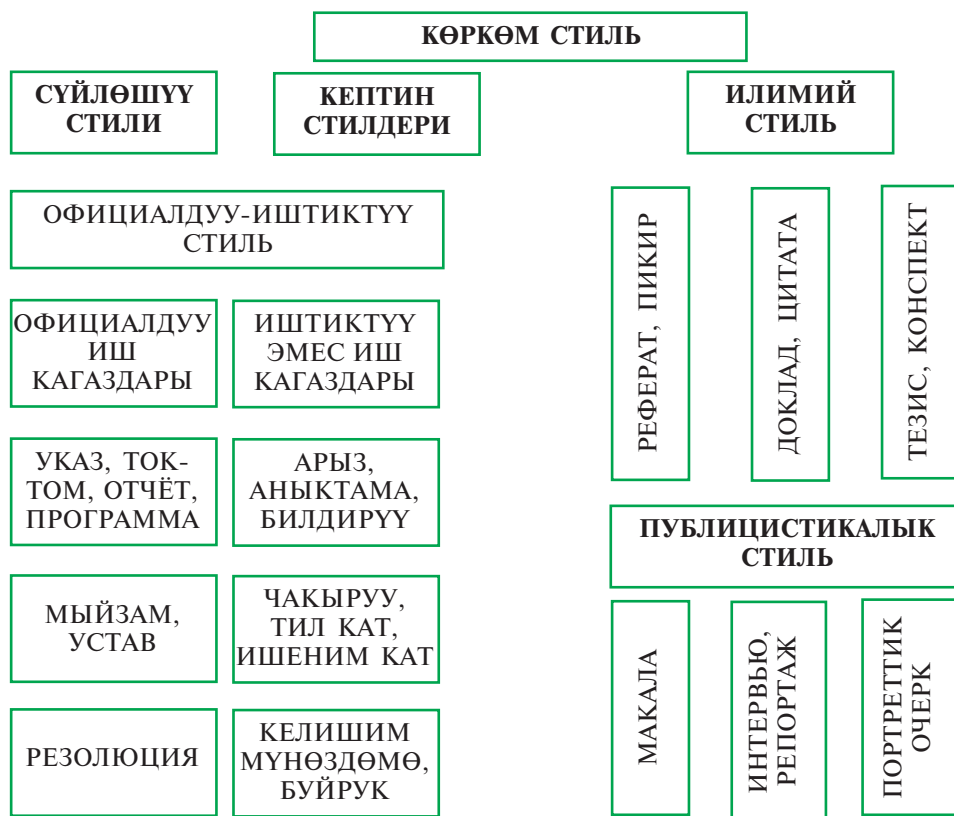 КӨРКӨМ СТИЛЬ
СҮЙЛӨШҮҮ
СТИЛИ
КЕПТИН
СТИЛДЕРИ
ИЛИМИЙ
СТИЛЬ
ОФИЦИАЛДУУ-ИШТИКТҮҮ
СТИЛЬ
ОФИЦИАЛДУУ
ИШ
КАГАЗДАРЫ
ИШТИКТҮҮ
ЭМЕС ИШ
КАГАЗДАРЫ
УКАЗ, ТОК-
ТОМ, ОТЧЁТ,
ПРОГРАММА
АРЫЗ,
АНЫКТАМА,
БИЛДИРҮҮ
МЫЙЗАМ,
УСТАВ
ЧАКЫРУУ,
ТИЛ КАТ,
ИШЕНИМ КАТ
РЕЗОЛЮЦИЯ
КЕЛИШИМ
МҮНӨЗДӨМӨ,
БУЙРУК
РЕФЕРАТ, ПИКИР
ДОКЛАД, ЦИТАТА
ТЕЗИС, КОНСПЕКТ
ПУБЛИЦИСТИКАЛЫК
СТИЛЬ
МАКАЛА
ИНТЕРВЬЮ,
РЕПОРТАЖ
ПОРТРЕТТИК
ОЧЕРК